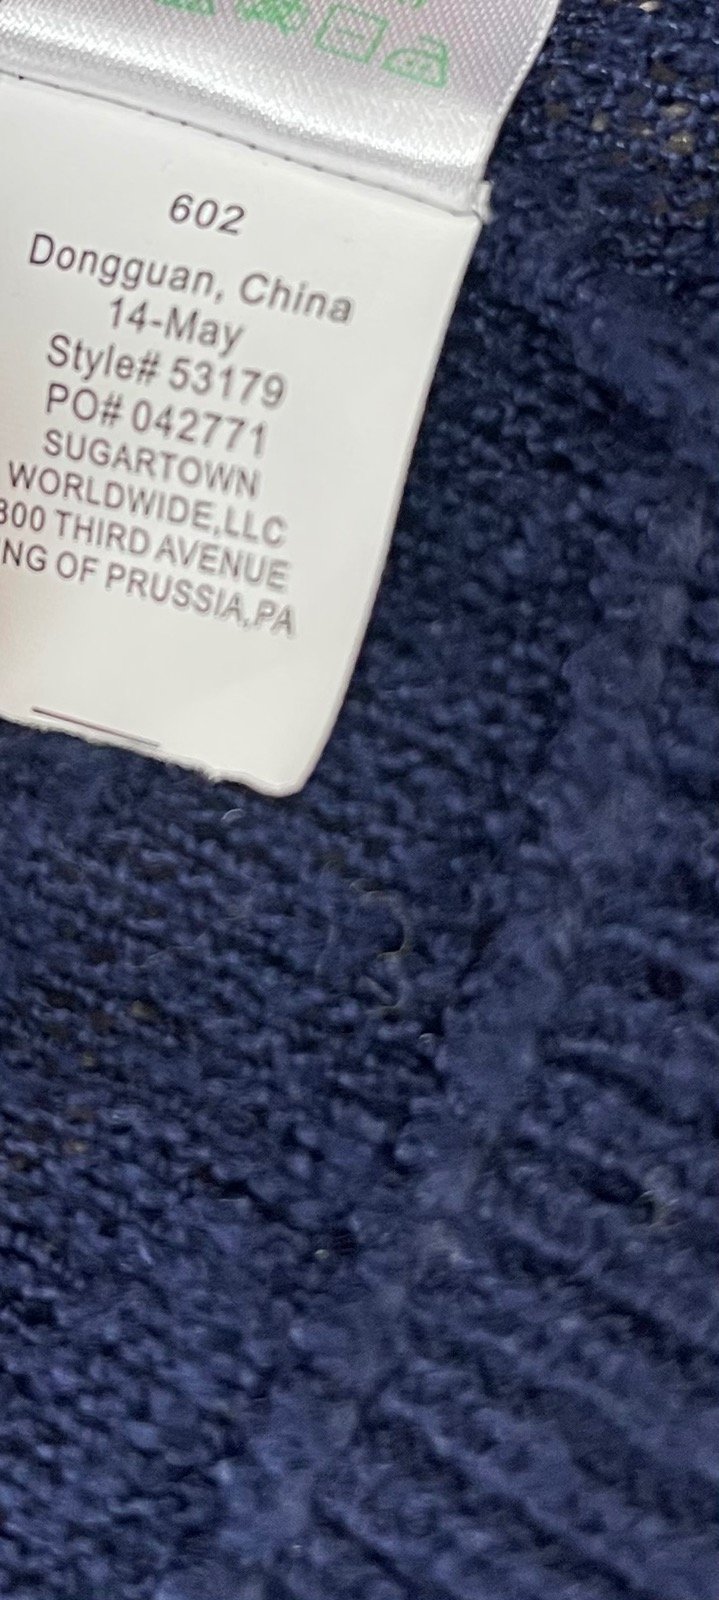 602
Dongguan, China
14-May
Style# 53179
PO# 042771
SUGARTOWN
WORLDWIDE,LLC
800 THIRD AVENUE
NG OF PRUSSIA,PA